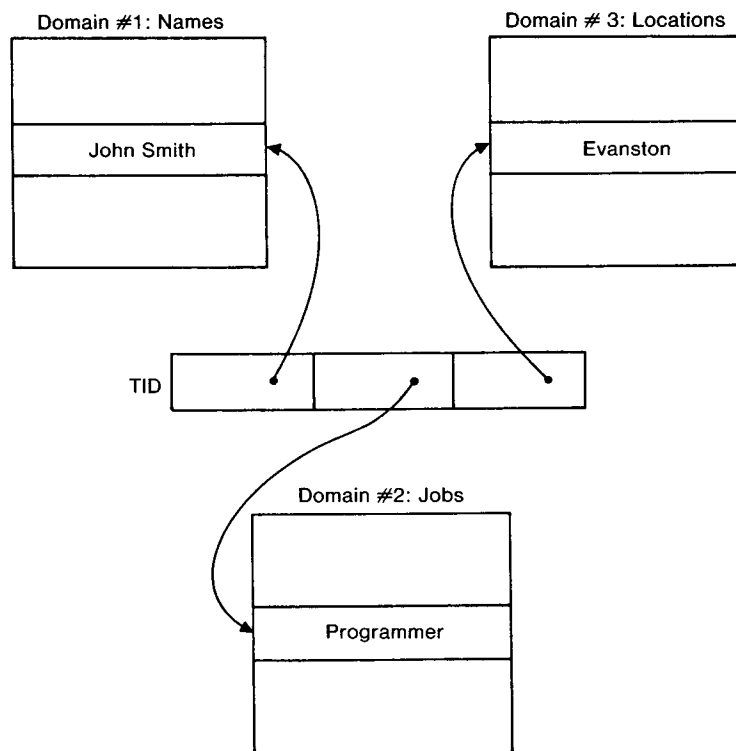 Domain #1: Names
Domain # 3: Locations
John Smith
Evanston
TID
Domain #2: Jobs
Programmer